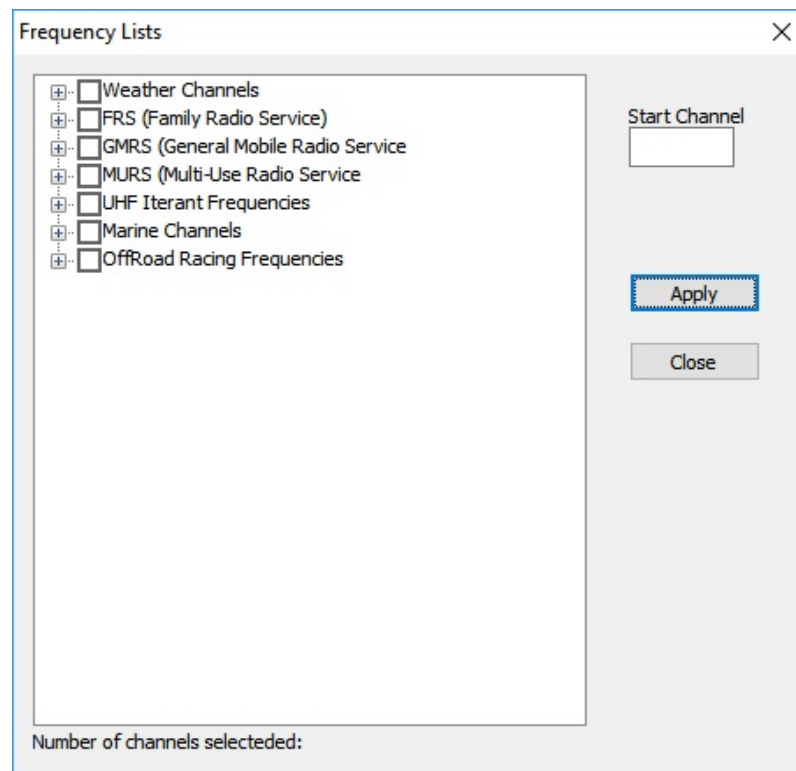 Frequency Lists
Weather Channels
FRS (Family Radio Service)
GMRS (General Mobile Radio Service
MURS (Multi-Use Radio Service
UHF Iterant Frequencies
Marine Channels
OffRoad Racing Frequencies
Start Channel
Apply
Close
Number of channels selecteded: